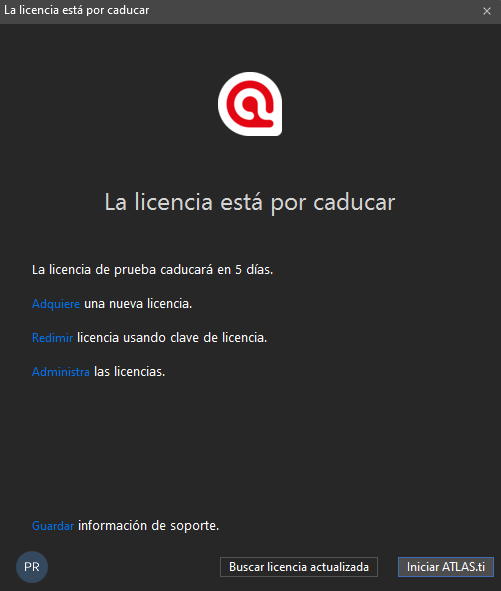 La licencia está por caducar
La licencia está por caducar
La licencia de prueba caducará en 5 días.
Adquiere una nueva licencia.
Redimir licencia usando clave de licencia.
Administra las licencias.
Guardar información de soporte.
PR
Buscar licencia actualizada
Iniciar ATLAS.ti